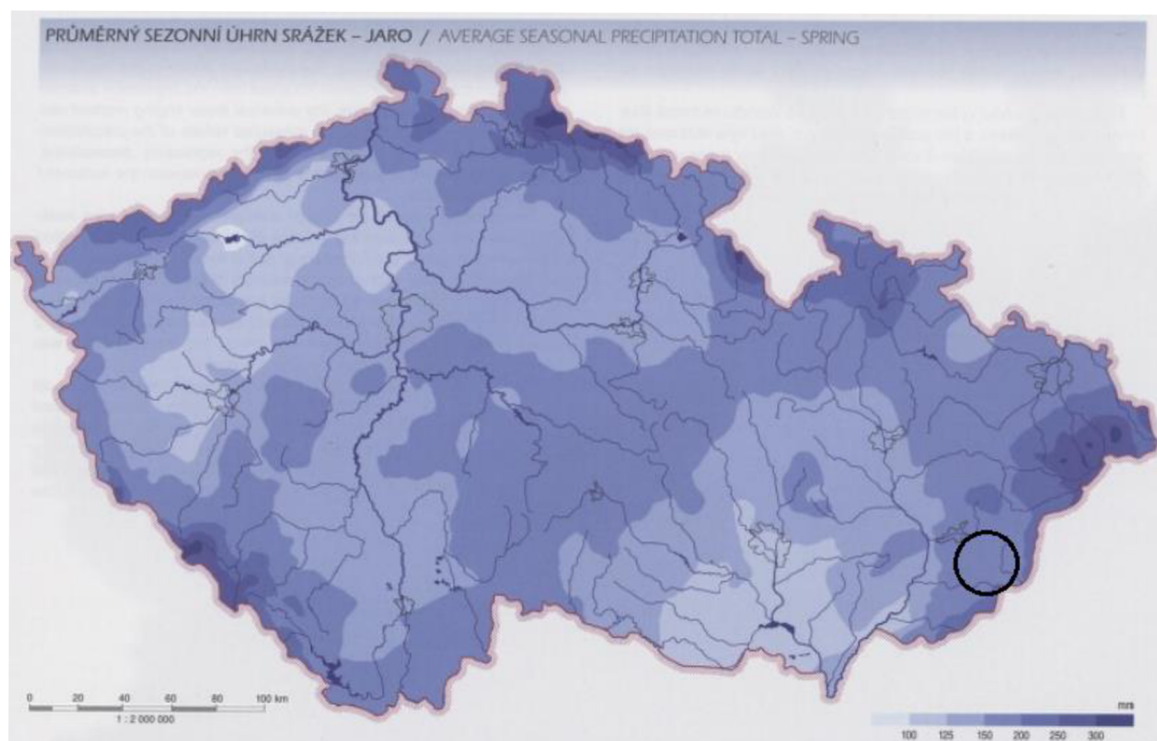 PRŮMĚRNÝ SEZONNÍ ÚHRN SRÁŽEK – JARO / AVERAGE SEASONAL PRECIPITATION TOTAL – SPRING
0 20 40 60 80 100 km
1 : 2 000 000
mm
100 125 150 200 250 300